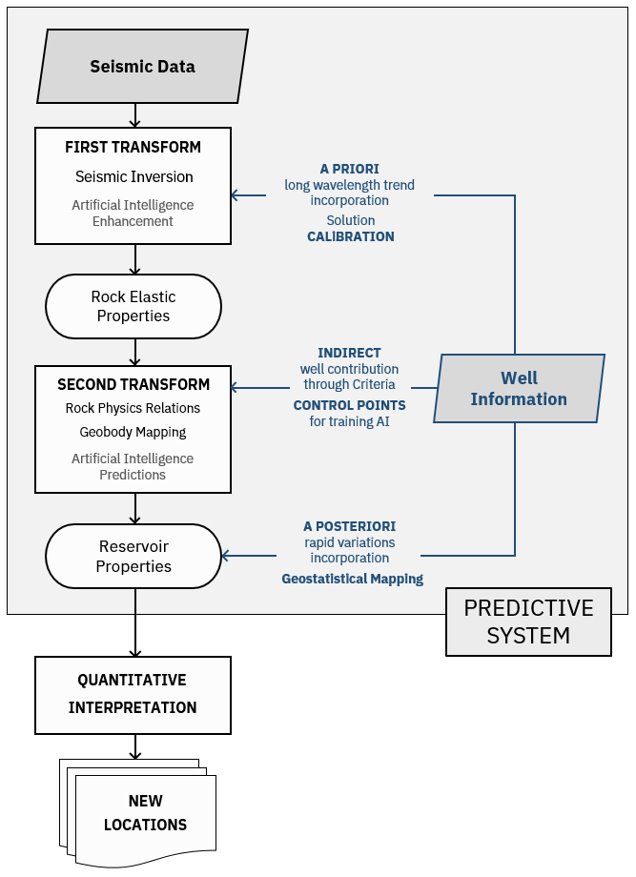 Seismic Data
FIRST TRANSFORM
Seismic Inversion
Artificial Intelligence
Enhancement
A PRIORI
long wavelength trend
incorporation
Solution
CALiBRATION
Rock Elastic
Properties
SECOND TRANSFORM
Rock Physics Relations
Geobody Mapping
Artificial Intelligence
Predictions
INDIRECT
well contribution
through Criteria
CONTROL POINTS
for training AI
Well
Information
Reservoir
Properties
A POSTERIORI
rapid variations
incorporation
Geostatistical Mapping
PREDICTIVE
SYSTEM
QUANTITATIVE
INTERPRETATION
NEW
LOCATIONS